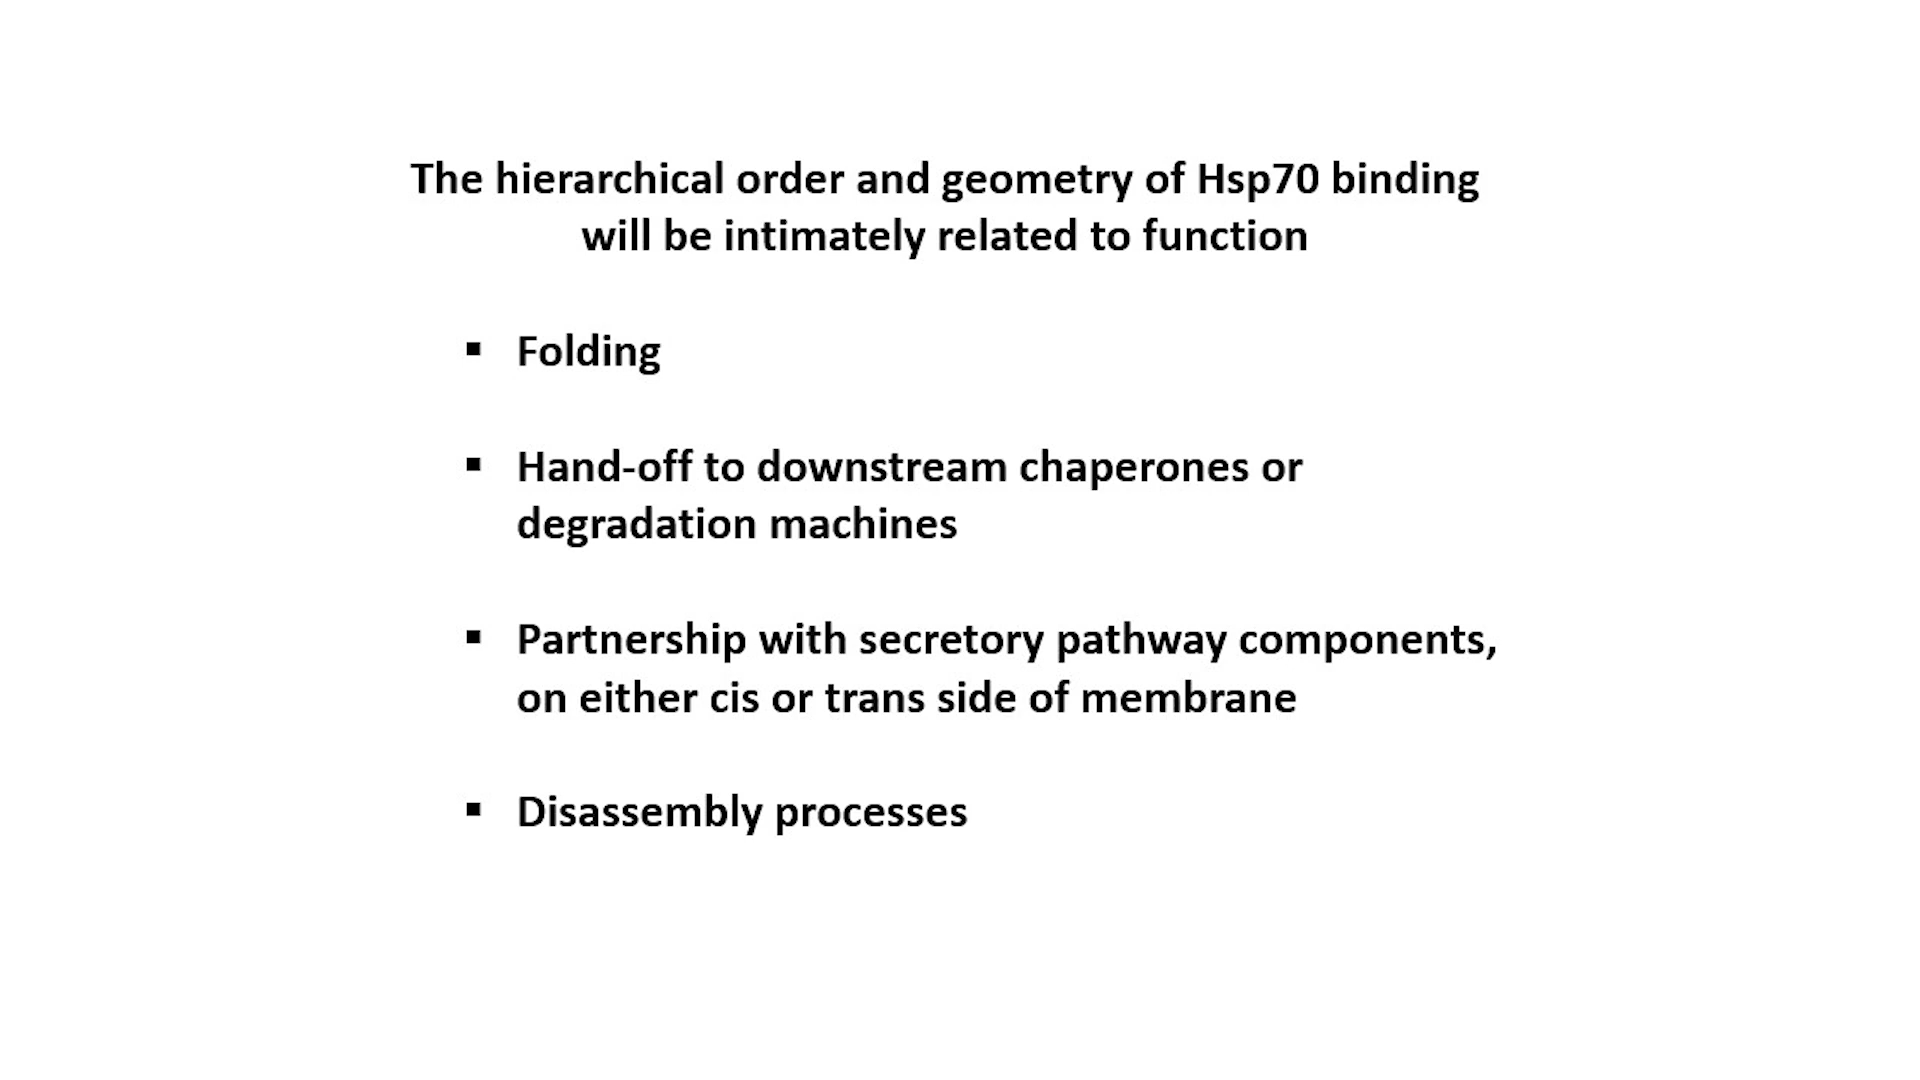 The hierarchical order and geometry of Hsp70 binding
will be intimately related to function
▪ Folding
▪ Hand-off to downstream chaperones or
degradation machines
▪ Partnership with secretory pathway components,
on either cis or trans side of membrane
▪ Disassembly processes